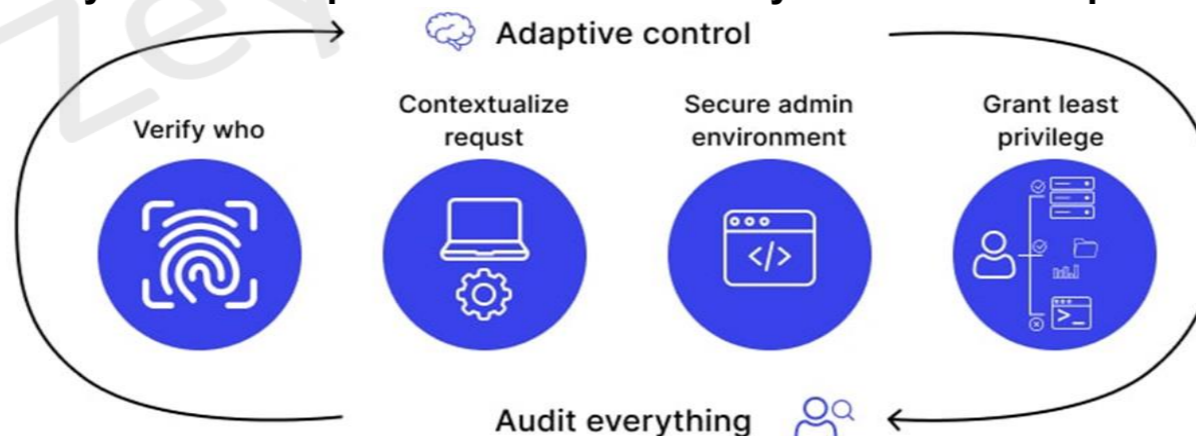 Adaptive control
Verify who
Contextualize
requst
Secure admin
environment
Grant least
privilege
Audit everything